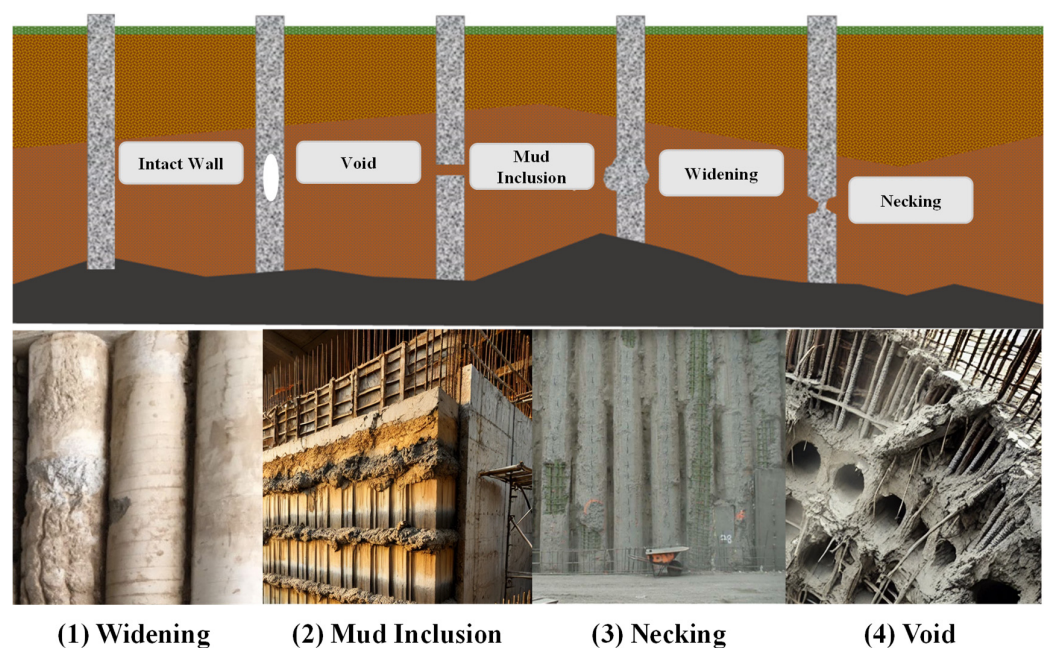 Intact Wall
Void
Mud
Inclusion
Widening
Necking
(1) Widening
(2) Mud Inclusion
(3) Necking
(4) Void